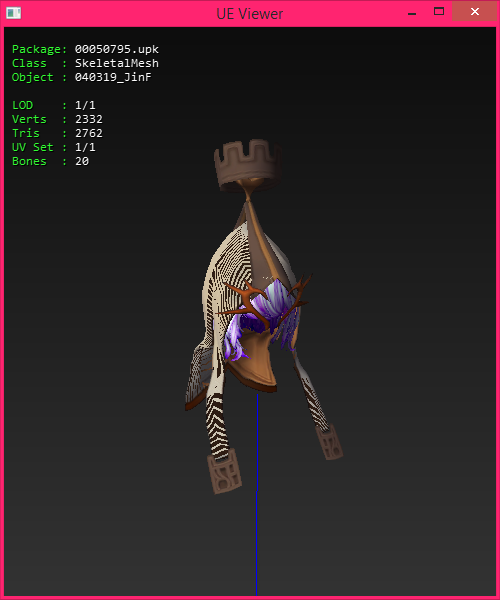 UE Viewer
Package: 00050795.upk
Class : SkeletalMesh
Object : 040319_JinF
LOD : 1/1
Verts : 2332
Tris : 2762
UV Set : 1/1
Bones : 20